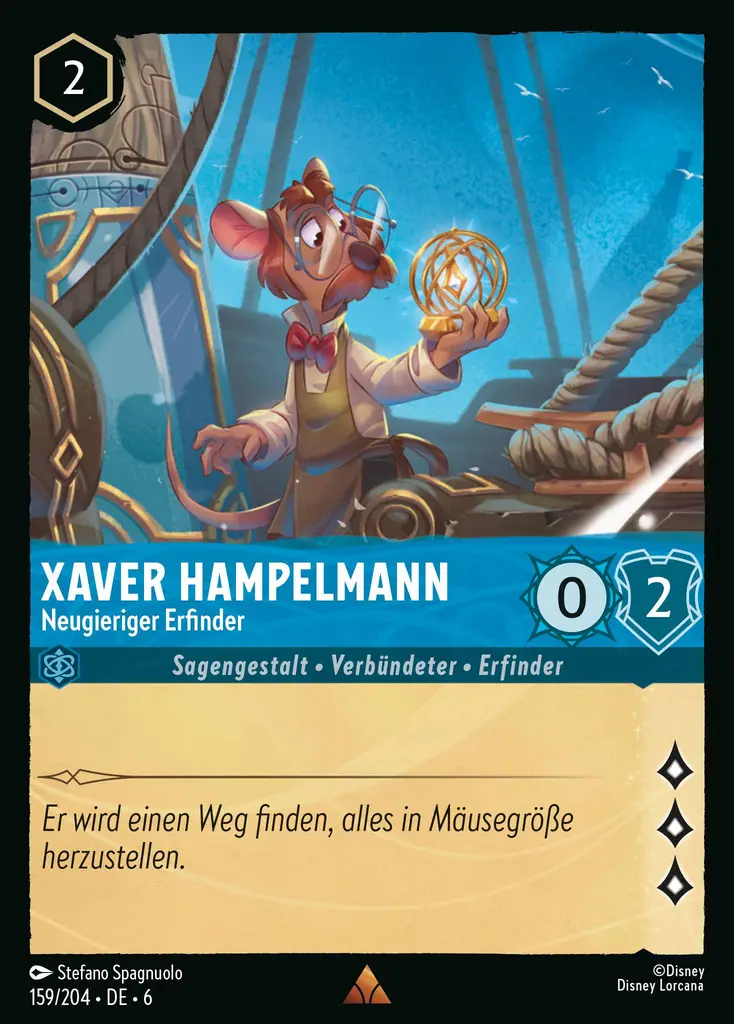 2
XAVER HAMPELMANN
Neugieriger Erfinder
0
2
Sagengestalt • Verbündeter • Erfinder
Er wird einen Weg finden, alles in Mäusegröße
herzustellen.
Stefano Spagnuolo
159/204 • DE • 6
©Disney
Disney Lorcana